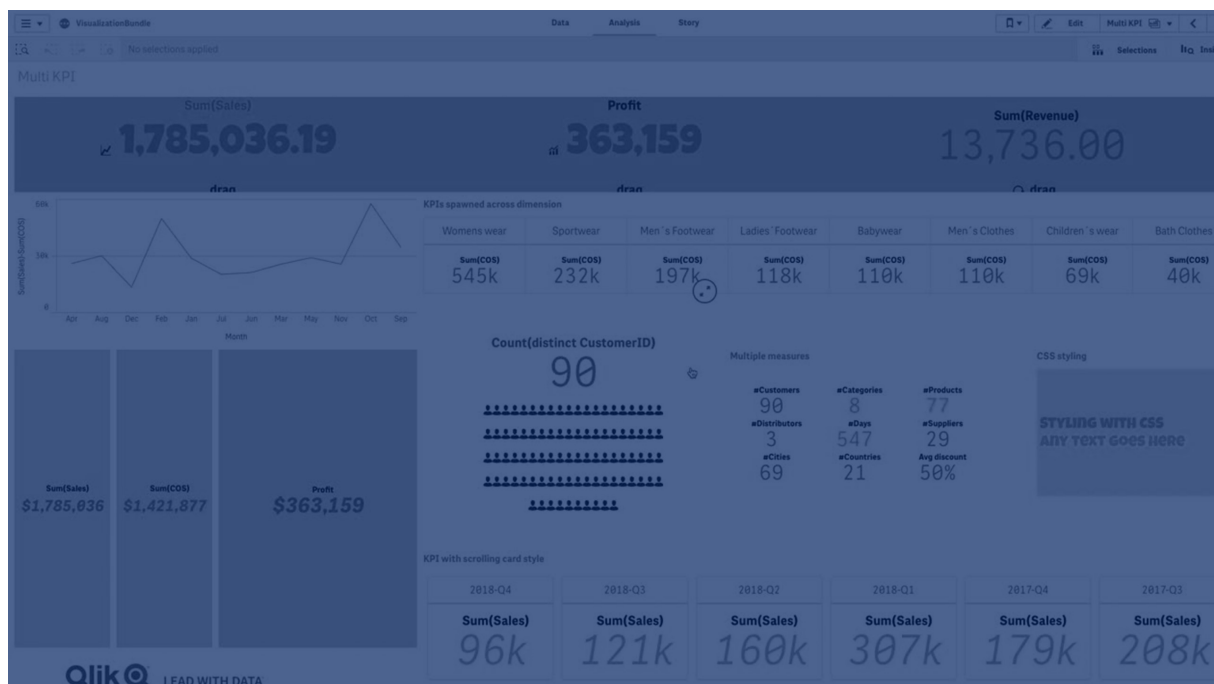 VisualizationBundle Data Analysis Story Edit Multi KPI
No selections applied Selections
Multi KPI
Sum(Sales) Profit Sum(Revenue)
1,785,036.19 363,159 13,736.00
drag drag drag
60k
30k
0
Sum(Sales)-Sum(COS)
Apr Aug Dec Feb Jan Jul Jun Mar May Nov Oct Sep
Month
KPIs spawned across dimension
Womens wear Sportwear Men´s Footwear Ladies´Footwear Babywear Men´s Clothes Children´s wear Bath Clothes
Sum(COS) Sum(COS) Sum(COS) Sum(COS) Sum(COS) Sum(COS) Sum(COS) Sum(COS)
545k 232k 197k 118k 110k 110k 69k 40k
Sum(Sales) Sum(COS) Profit
$1,785,036 $1,421,877 $363,159
Count(distinct CustomerID)
90
Multiple measures
#Customers #Categories #Products
90 8 77
#Distributors #Days #Suppliers
3 547 29
#Cities #Countries Avg discount
69 21 50%
CSS styling
STYLING WITH CSS
ANY TEXT GOES HERE
KPI with scrolling card style
2018-Q4 2018-Q3 2018-Q2 2018-Q1 2017-Q4 2017-Q3
Sum(Sales) Sum(Sales) Sum(Sales) Sum(Sales) Sum(Sales) Sum(Sales)
96k 121k 160k 307k 179k 208k
Qlik LEAD WITH DATA